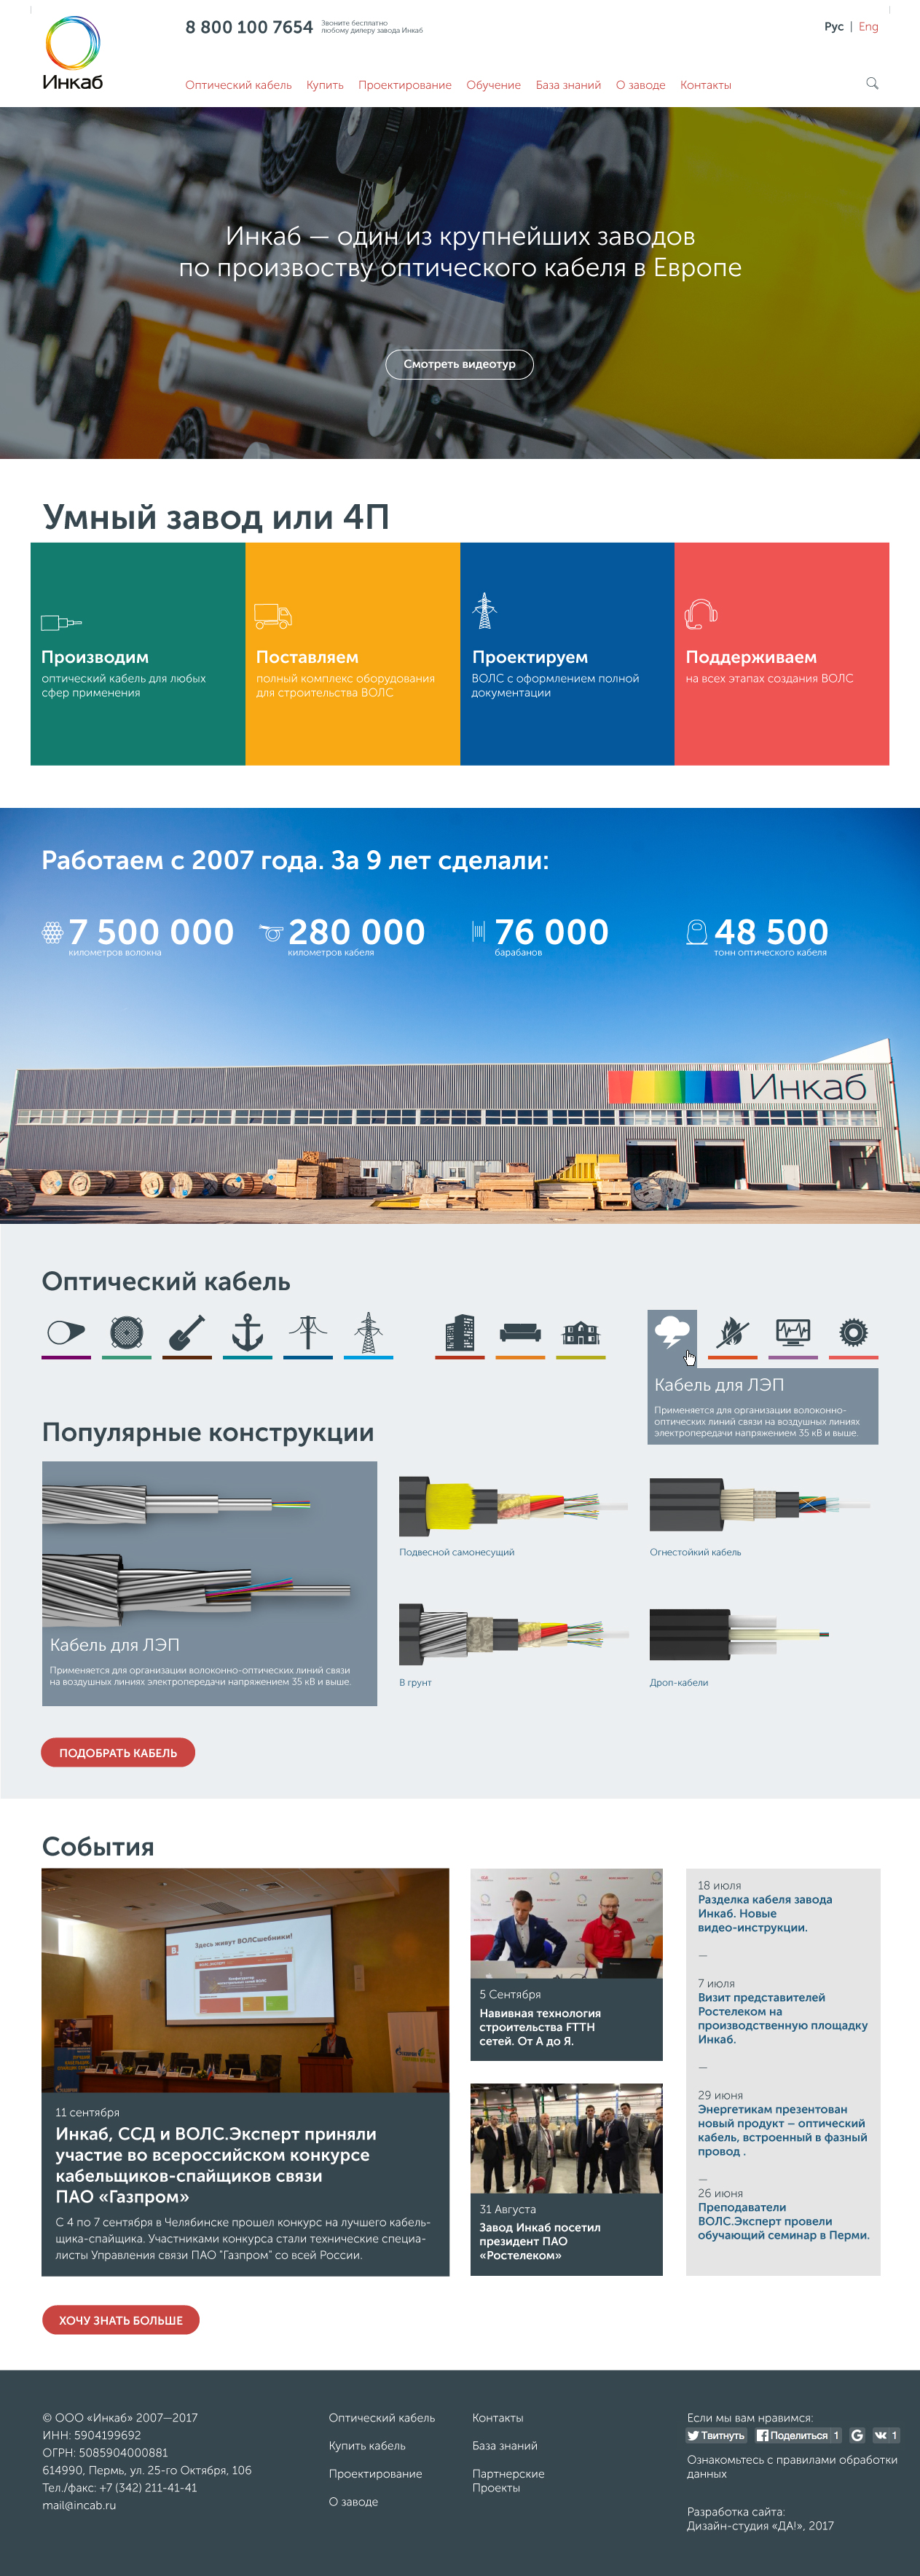 8 800 100 7654
Звоните бесплатно
любому дилеру завода Инкаб
Рус | Eng
Инкаб
Оптический кабель Купить Проектирование Обучение База знаний О заводе Контакты
Инкаб — один из крупнейших заводов
по произвоству оптического кабеля в Европе
Смотреть видеотур
Умный завод или 4П
Производим
оптический кабель для любых
сфер применения
Поставляем
полный комплекс оборудования
для строительства ВОЛС
Проектируем
ВОЛС с оформлением полной
документации
Поддерживаем
на всех этапах создания ВОЛС
Работаем с 2007 года. За 9 лет сделали:
7 500 000
километров волокна
280 000
километров кабеля
76 000
барабанов
48 500
тонн оптического кабеля
Инкаб
Оптический кабель
Кабель для ЛЭП
Применяется для организации волоконно-
оптических линий связи на воздушных линиях
электропередачи напряжением 35 кВ и выше.
Популярные конструкции
Кабель для ЛЭП
Применяется для организации волоконно-оптических линий связи
на воздушных линиях электропередачи напряжением 35 кВ и выше.
Подвесной самонесущий
Огнестойкий кабель
В грунт
Дроп-кабели
ПОДОБРАТЬ КАБЕЛЬ
События
Здесь живут ВОЛСшебники!
11 сентября
Инкаб, ССД и ВОЛС.Эксперт приняли
участие во всероссийском конкурсе
кабельщиков-спайщиков связи
ПАО «Газпром»
С 4 по 7 сентября в Челябинске прошел конкурс на лучшего кабель-
щика-спайщика. Участниками конкурса стали технические специа-
листы Управления связи ПАО "Газпром" со всей России.
5 Сентября
Навивная технология
строительства FTTH
сетей. От А до Я.
31 Августа
Завод Инкаб посетил
президент ПАО
«Ростелеком»
18 июля
Разделка кабеля завода
Инкаб. Новые
видео-инструкции.
—
7 июля
Визит представителей
Ростелеком на
производственную площадку
Инкаб.
—
29 июня
Энергетикам презентован
новый продукт – оптический
кабель, встроенный в фазный
провод .
—
26 июня
Преподаватели
ВОЛС.Эксперт провели
обучающий семинар в Перми.
ХОЧУ ЗНАТЬ БОЛЬШЕ
© ООО «Инкаб» 2007—2017
ИНН: 5904199692
ОГРН: 5085904000881
614990, Пермь, ул. 25-го Октября, 106
Тел./факс: +7 (342) 211-41-41
mail@incab.ru
Оптический кабель
Купить кабель
Проектирование
О заводе
Контакты
База знаний
Партнерские
Проекты
Если мы вам нравимся:
Твитнуть Поделиться 1 G 1
Ознакомьтесь с правилами обработки
данных
Разработка сайта:
Дизайн-студия «ДА!», 2017